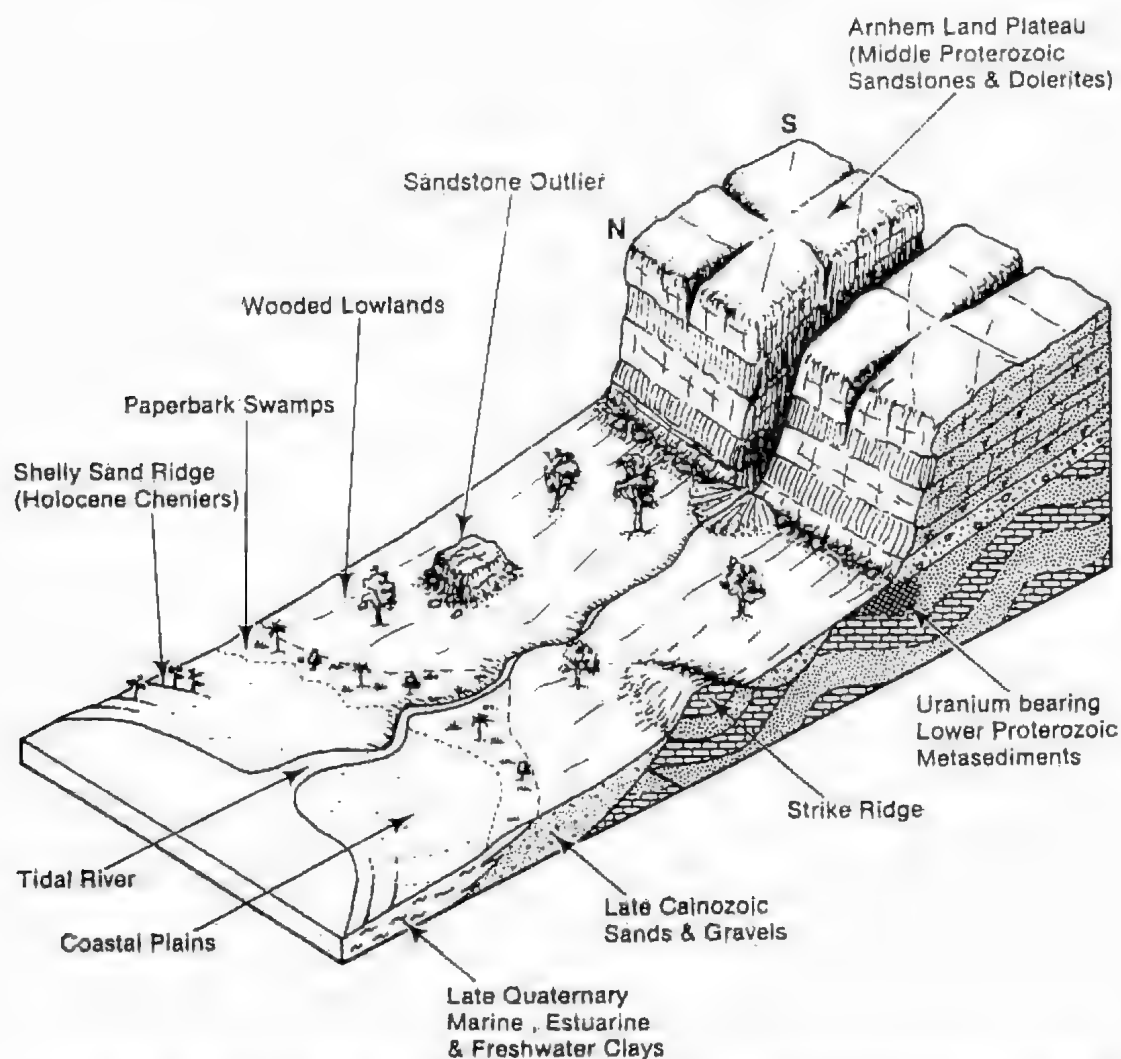 Arnhem Land Plateau
(Middle Proterozoic
Sandstones & Dolerites)
S
Sandstone Outlier
N
Wooded Lowlands
Paperbark Swamps
Shelly Sand Ridge
(Holocene Cheniers)
Uranium bearing
Lower Proterozoic
Metasediments
Strike Ridge
Tidal River
Late Cainozoic
Sands & Gravels
Coastal Plains
Late Quaternary
Marine , Estuarine
& Freshwater Clays